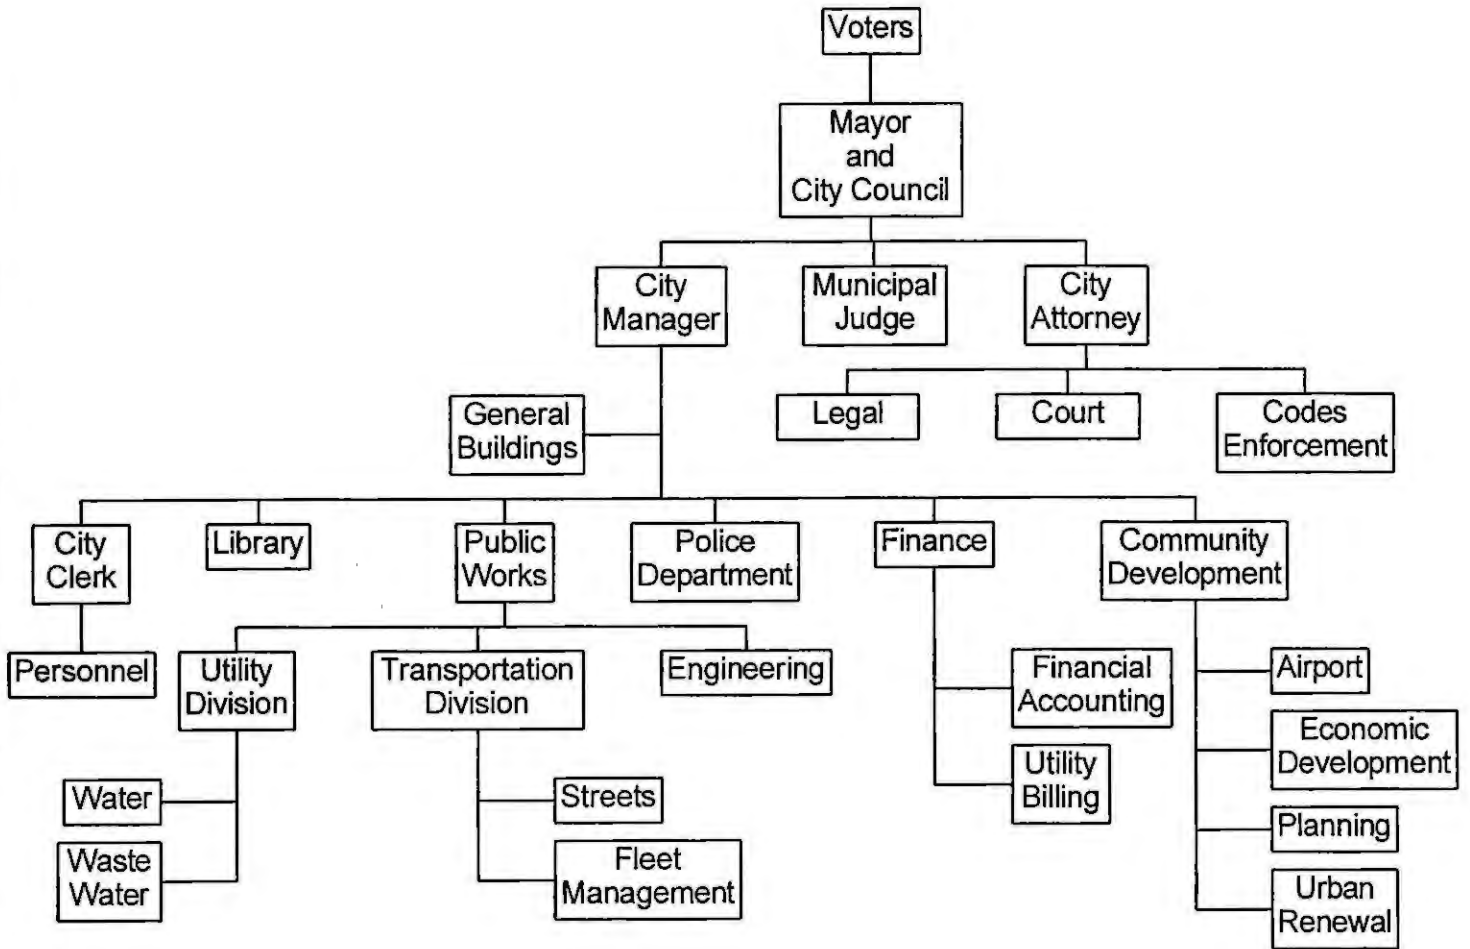 Voters
Mayor
and
City Council
City
Manager
Municipal
Judge
City
Attorney
General
Buildings
Legal
Court
Codes
Enforcement
City
Clerk
Library
Public
Works
Police
Department
Finance
Community
Development
Personnel
Utility
Division
Transportation
Division
Engineering
Financial
Accounting
Utility
Billing
Airport
Economic
Development
Planning
Urban
Renewal
Water
Waste
Water
Streets
Fleet
Management